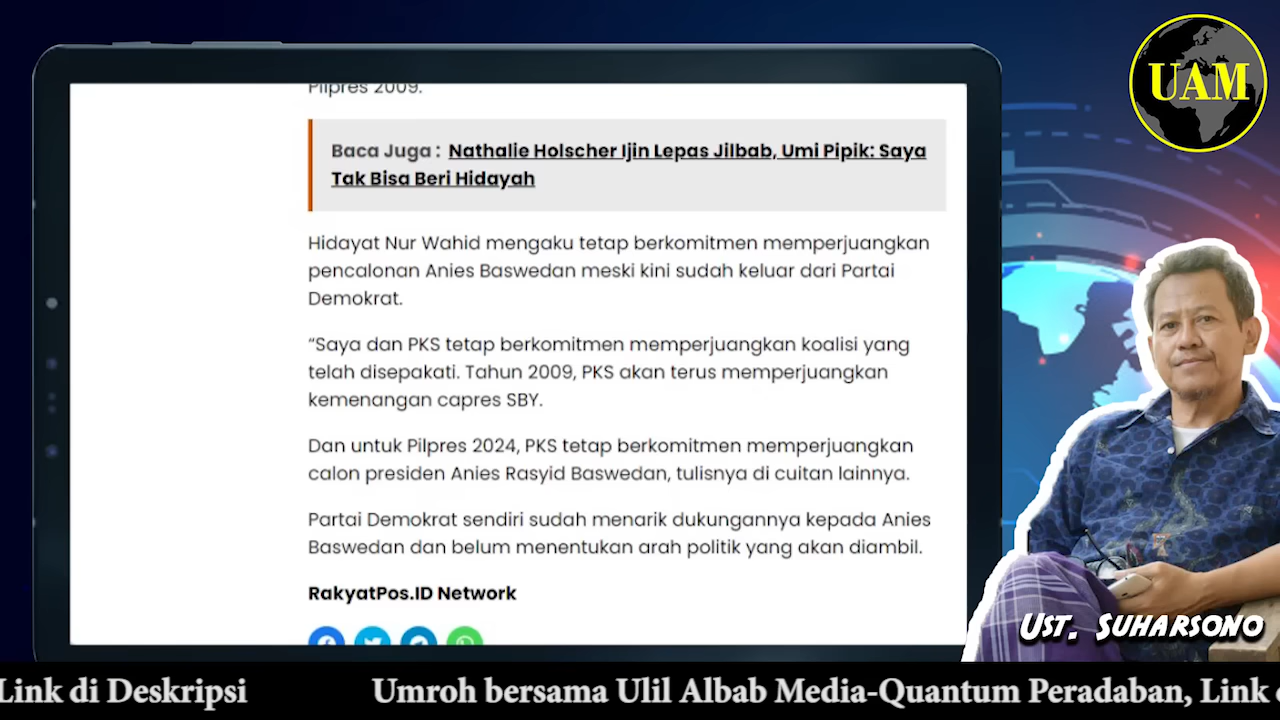 Pilpres 2009.
UAM
Baca Juga : Nathalie Holscher Ijin Lepas Jilbab, Umi Pipik: Saya
Tak Bisa Beri Hidayah
Hidayat Nur Wahid mengaku tetap berkomitmen memperjuangkan
pencalonan Anies Baswedan meski kini sudah keluar dari Partai
Demokrat.
“Saya dan PKS tetap berkomitmen memperjuangkan koalisi yang
telah disepakati. Tahun 2009, PKS akan terus memperjuangkan
kemenangan capres SBY.
Dan untuk Pilpres 2024, PKS tetap berkomitmen memperjuangkan
calon presiden Anies Rasyid Baswedan, tulisnya di cuitan lainnya.
Partai Demokrat sendiri sudah menarik dukungannya kepada Anies
Baswedan dan belum menentukan arah politik yang akan diambil.
RakyatPos.ID Network
Ust. Suharsono
Link di Deskripsi Umroh bersama Ulil Albab Media-Quantum Peradaban, Link